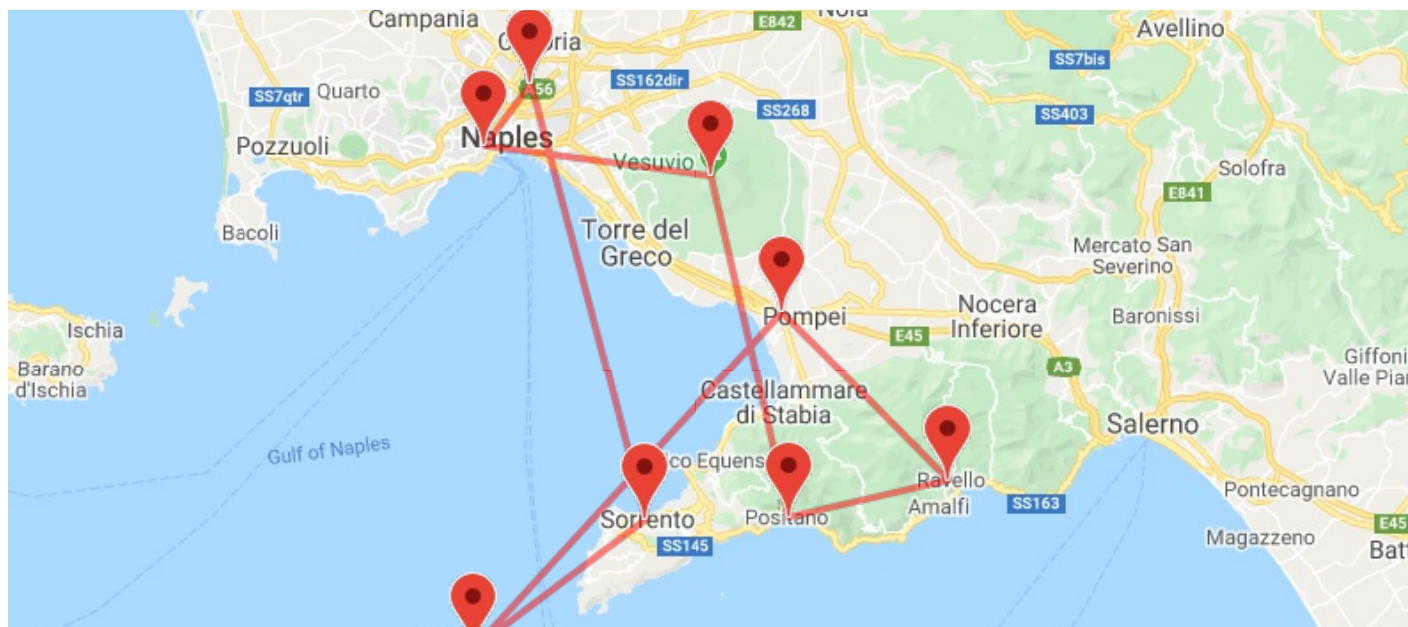 Campania
Nola
Avellino
E842
SS7bis
A56
SS162dir
SS7qtr
Quarto
SS268
SS403
Naples
Pozzuoli
Vesuvio
Solofra
E841
Bacoli
Torre del
Greco
Mercato San
Severino
Nocera
Inferiore
Pompei
Baronissi
Ischia
E45
Giffoni
Valle Pian
A3
Barano
d'Ischia
Castellammare
di Stabia
Salerno
Gulf of Naples
co Equens
Ravello
Amalfi
SS163
Pontecagnano
Sorrento
Positano
E45
SS145
Magazzeno
Batt